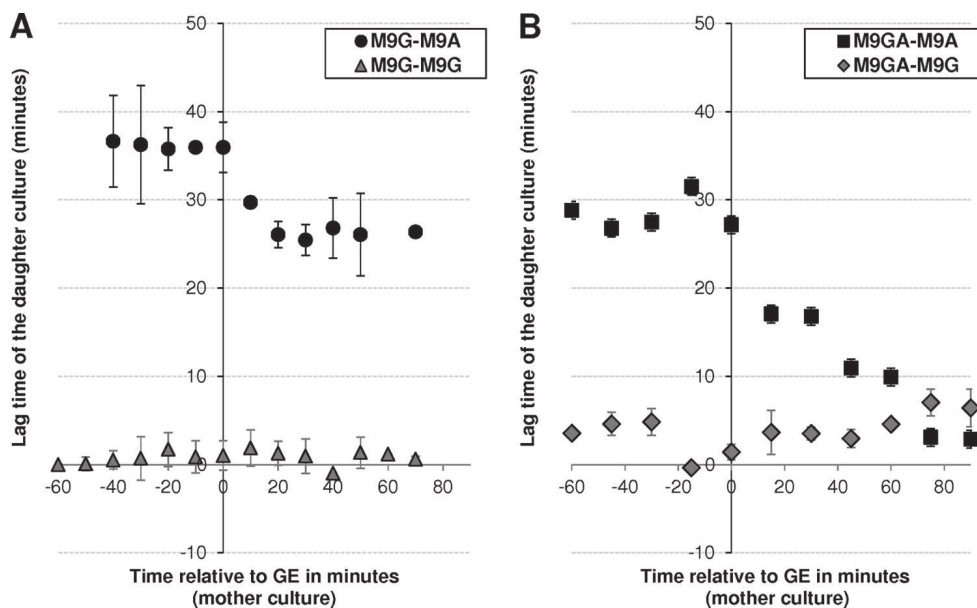 A
M9G-M9A
M9G-M9G
50
40
30
20
10
0
-10
-60 -40 -20 0 20 40 60 80
Lag time of the daughter culture (minutes)
Time relative to GE in minutes
(mother culture)
B
M9GA-M9A
M9GA-M9G
50
40
30
20
10
0
-10
-60 -40 -20 0 20 40 60 80
Lag time of the daughter culture (minutes)
Time relative to GE in minutes
(mother culture)